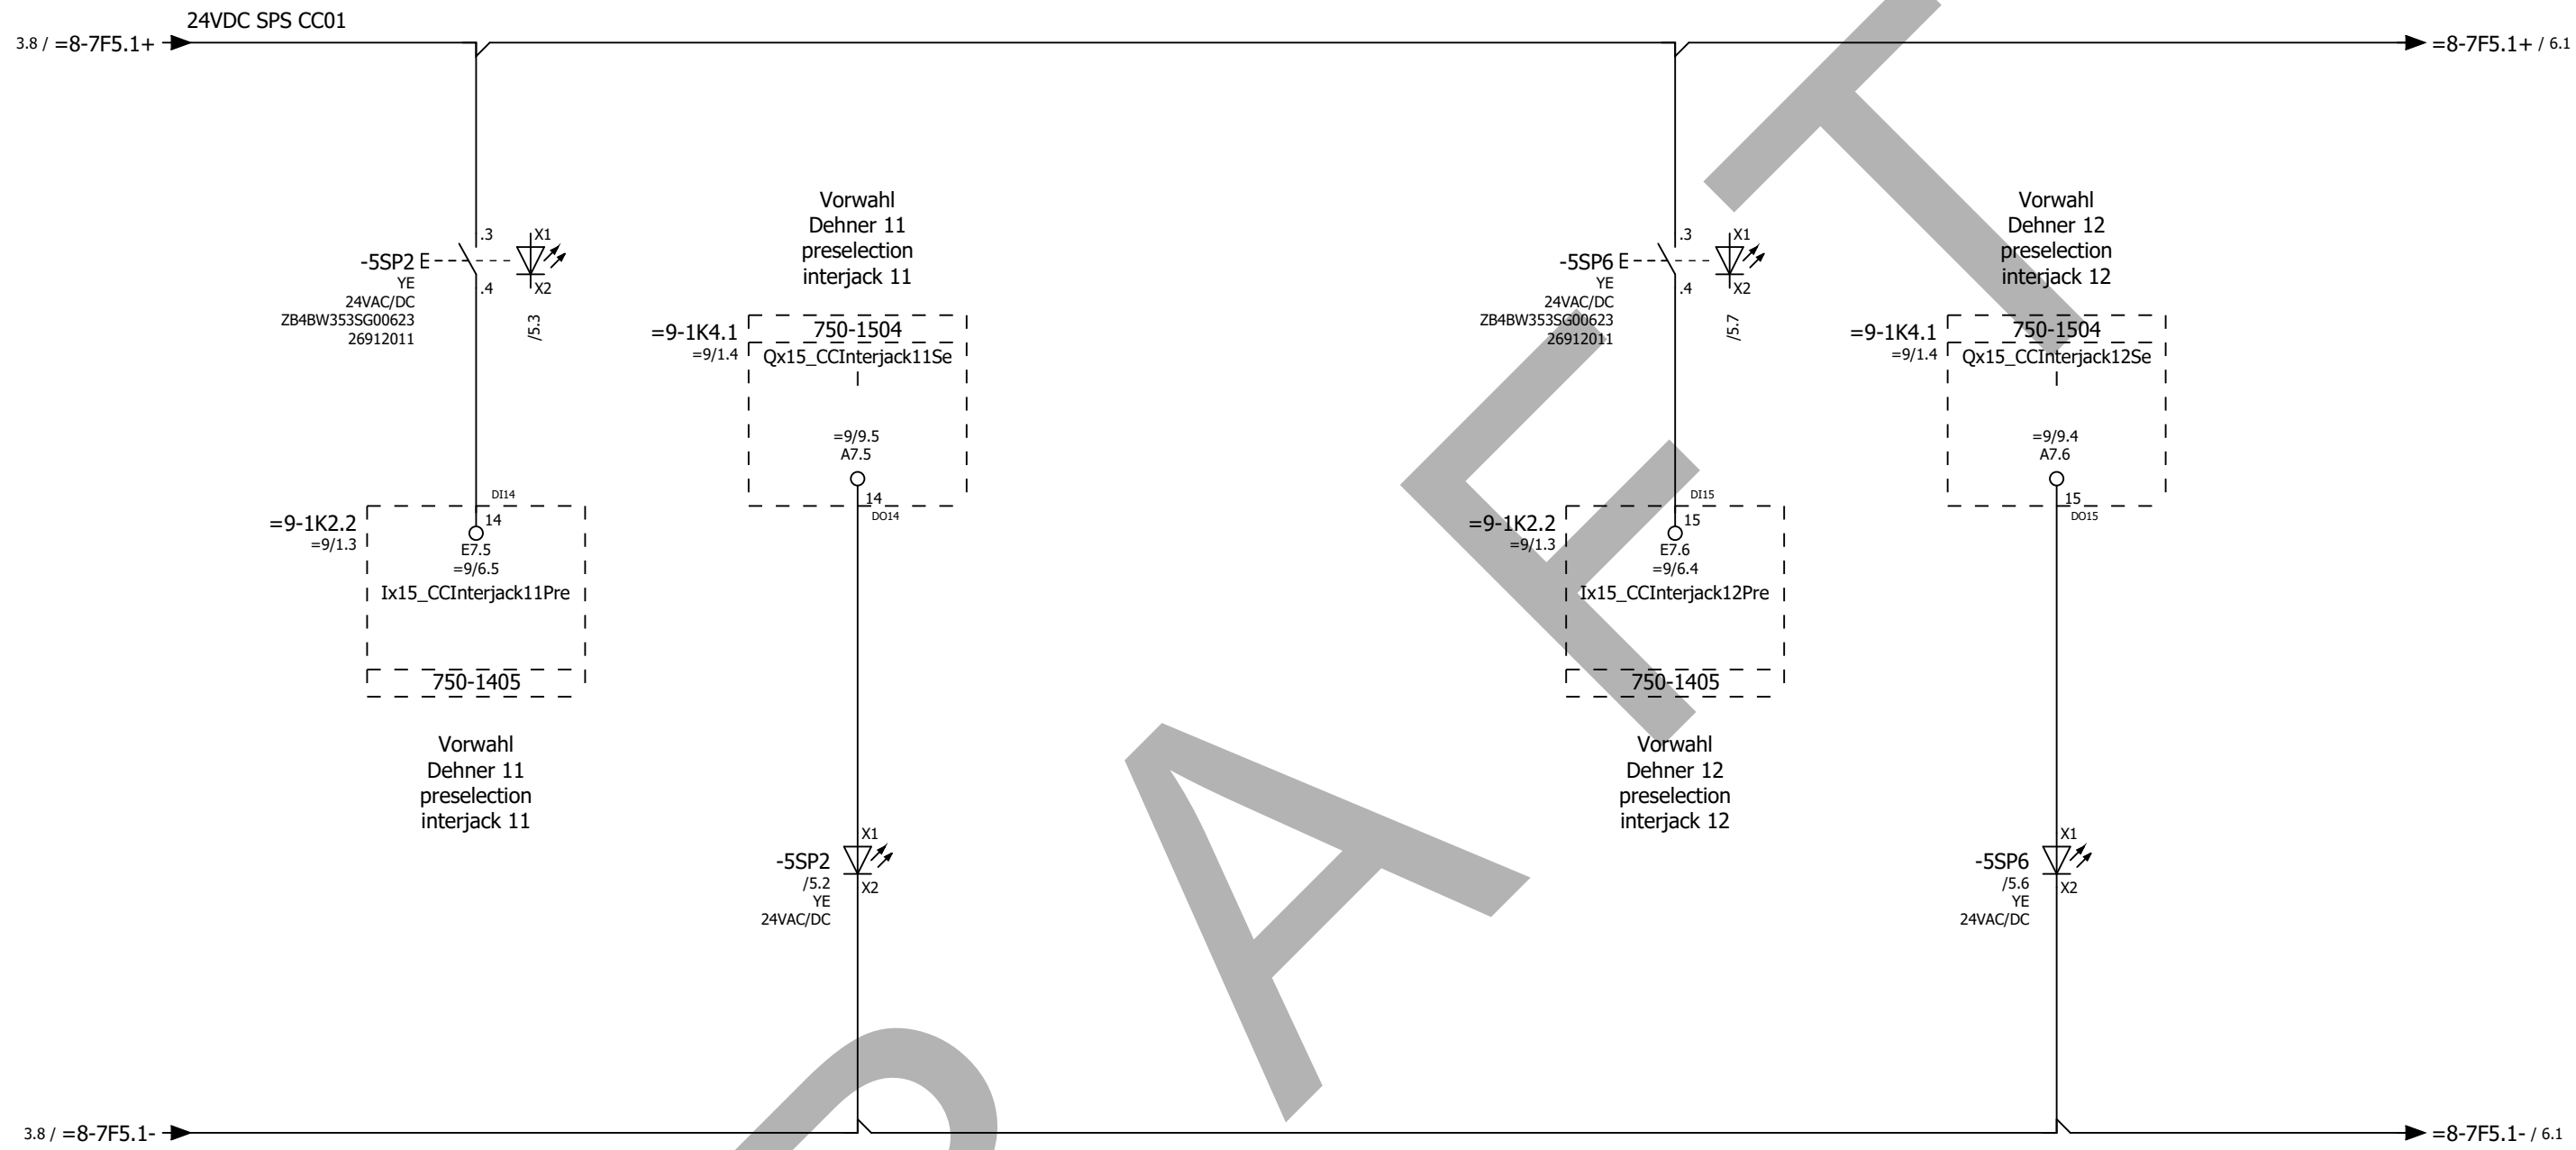 24VDC SPS CC01
3.8 / =8-7F5.1+
=8-7F5.1+ / 6.1
-5SP2
YE
24VAC/DC
ZB4BW353SG00623
26912011
.3
.4
X1
X2
/5.3
Vorwahl
Dehner 11
preselection
interjack 11
=9-1K4.1
=9/1.4
750-1504
Qx15_CCInterjack11Se
=9/9.5
A7.5
14
DO14
=9-1K2.2
=9/1.3
DI14
14
E7.5
=9/6.5
Ix15_CCInterjack11Pre
750-1405
Vorwahl
Dehner 11
preselection
interjack 11
-5SP2
/5.2
YE
24VAC/DC
X1
X2
-5SP6
YE
24VAC/DC
ZB4BW353SG00623
26912011
.3
.4
X1
X2
/5.7
Vorwahl
Dehner 12
preselection
interjack 12
=9-1K4.1
=9/1.4
750-1504
Qx15_CCInterjack12Se
=9/9.4
A7.6
15
DO15
=9-1K2.2
=9/1.3
DI15
15
E7.6
=9/6.4
Ix15_CCInterjack12Pre
750-1405
Vorwahl
Dehner 12
preselection
interjack 12
-5SP6
/5.6
YE
24VAC/DC
X1
X2
3.8 / =8-7F5.1-
=8-7F5.1- / 6.1